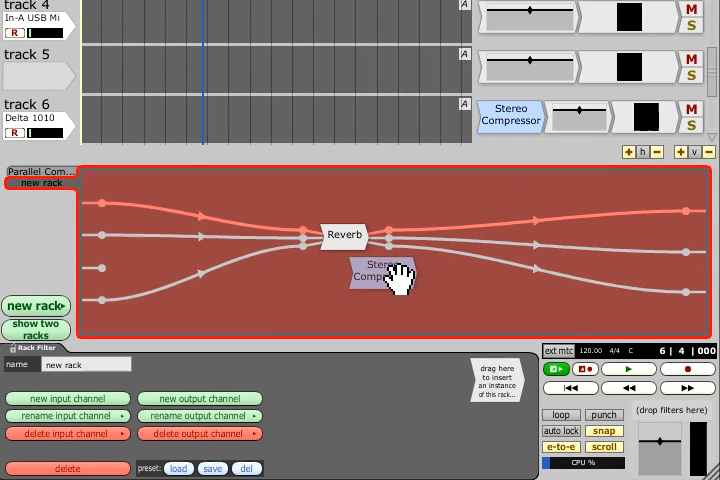 track 4
In-A USB Mi
R
A
M
S
track 5
A
M
S
track 6
Delta 1010
R
A
Stereo
Compressor
M
S
+ h - + v -
Parallel Com...
new rack
Reverb
Stereo
new rack
show two
racks
Rack Filter
name new rack
drag here
to insert
an instance
of this rack...
new input channel new output channel
rename input channel rename output channel
delete input channel delete output channel
delete preset: load save del
ext mtc 120.00 4/4 C 6| 4 |000
loop punch
auto lock snap
e-to-e scroll
CPU %
(drop filters here)